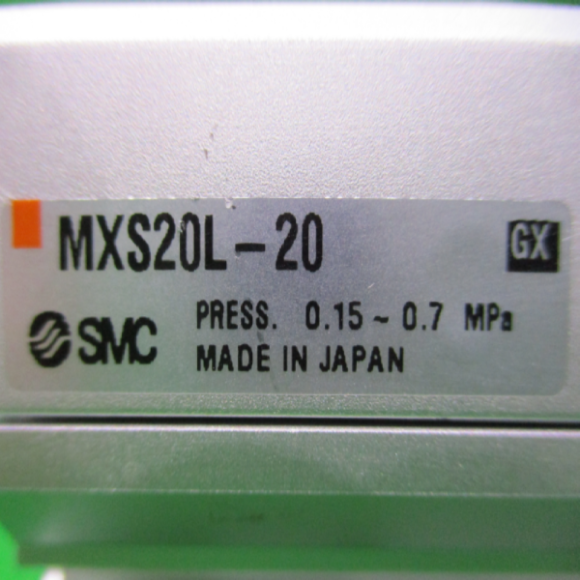 MXS20L-20 GX
SMC PRESS. 0.15~0.7 MPa
MADE IN JAPAN